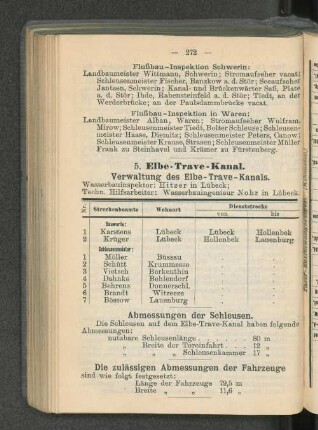 — 272 —
Flußbau-Inspektion Schwerin:
Landbaumeister Wittmann, Schwerin; Stromaufseher vacat;
Schleusenmeister Fischer, Banzkow a. d. Stör; Seeaufsehef
Jantsen, Schwerin; Kanal- und Brückenwärter Saß, Plate
a. d. Stör; Ihde, Rabensteinfeld a. d. Stör; Tiedt, an der
Werderbrücke; an der Paulsdammbrücke vacat.
Flußbau-Inspektion in Waren:
Landbaumeister Alban, Waren; Stromaufseher Wulfram,
Mirow; Schleusenmeister Tiedt, Bolter Schleuse; Schleusen-
meister Haase, Diemitz; Schleusenmeister Peters, Canow;
Schleusenmeister Krause, Strasen; Schleusenmeister Müller
Frank zu Steinhavel und Krämer zu Fürstenberg.
5. Elbe-Trave-Kanal.
Verwaltung des Elbe-Trave-Kanals.
Wasserbauinspektor: Hitzer in Lübeck;
Techn. Hilfsarbeiter: Wasserbauingenieur Nohz in Lübeck.
Nr. Streckenbeamte Wohnort Dienststrecke
von bis
1 Karstens Lübeck Lübeck Hollenbek
2 Krüger Lübeck Hollenbek Lauenburg
Schleusenmeister:
1 Möller Büssau
2 Schütt Krummesse
3 Vietsch Berkenthin
4 Dahnke Behlendorf
5 Behrens Donnerschl.
6 Brandt Witzeeze
7 Bössow Lauenburg
Abmessungen der Schleusen.
Die Schleusen auf dem Elbe-Trave-Kanal haben folgende
Abmessungen:
nutzbare Schleusenlänge . . . 80 m
„ Breite der Toreinfahrt . . 12 „
„ „ „ Schleusenkammer 17 „
Die zulässigen Abmessungen der Fahrzeuge
sind wie folgt festgesetzt:
Länge der Fahrzeuge 79,5 m
Breite „ „ 11,6 „